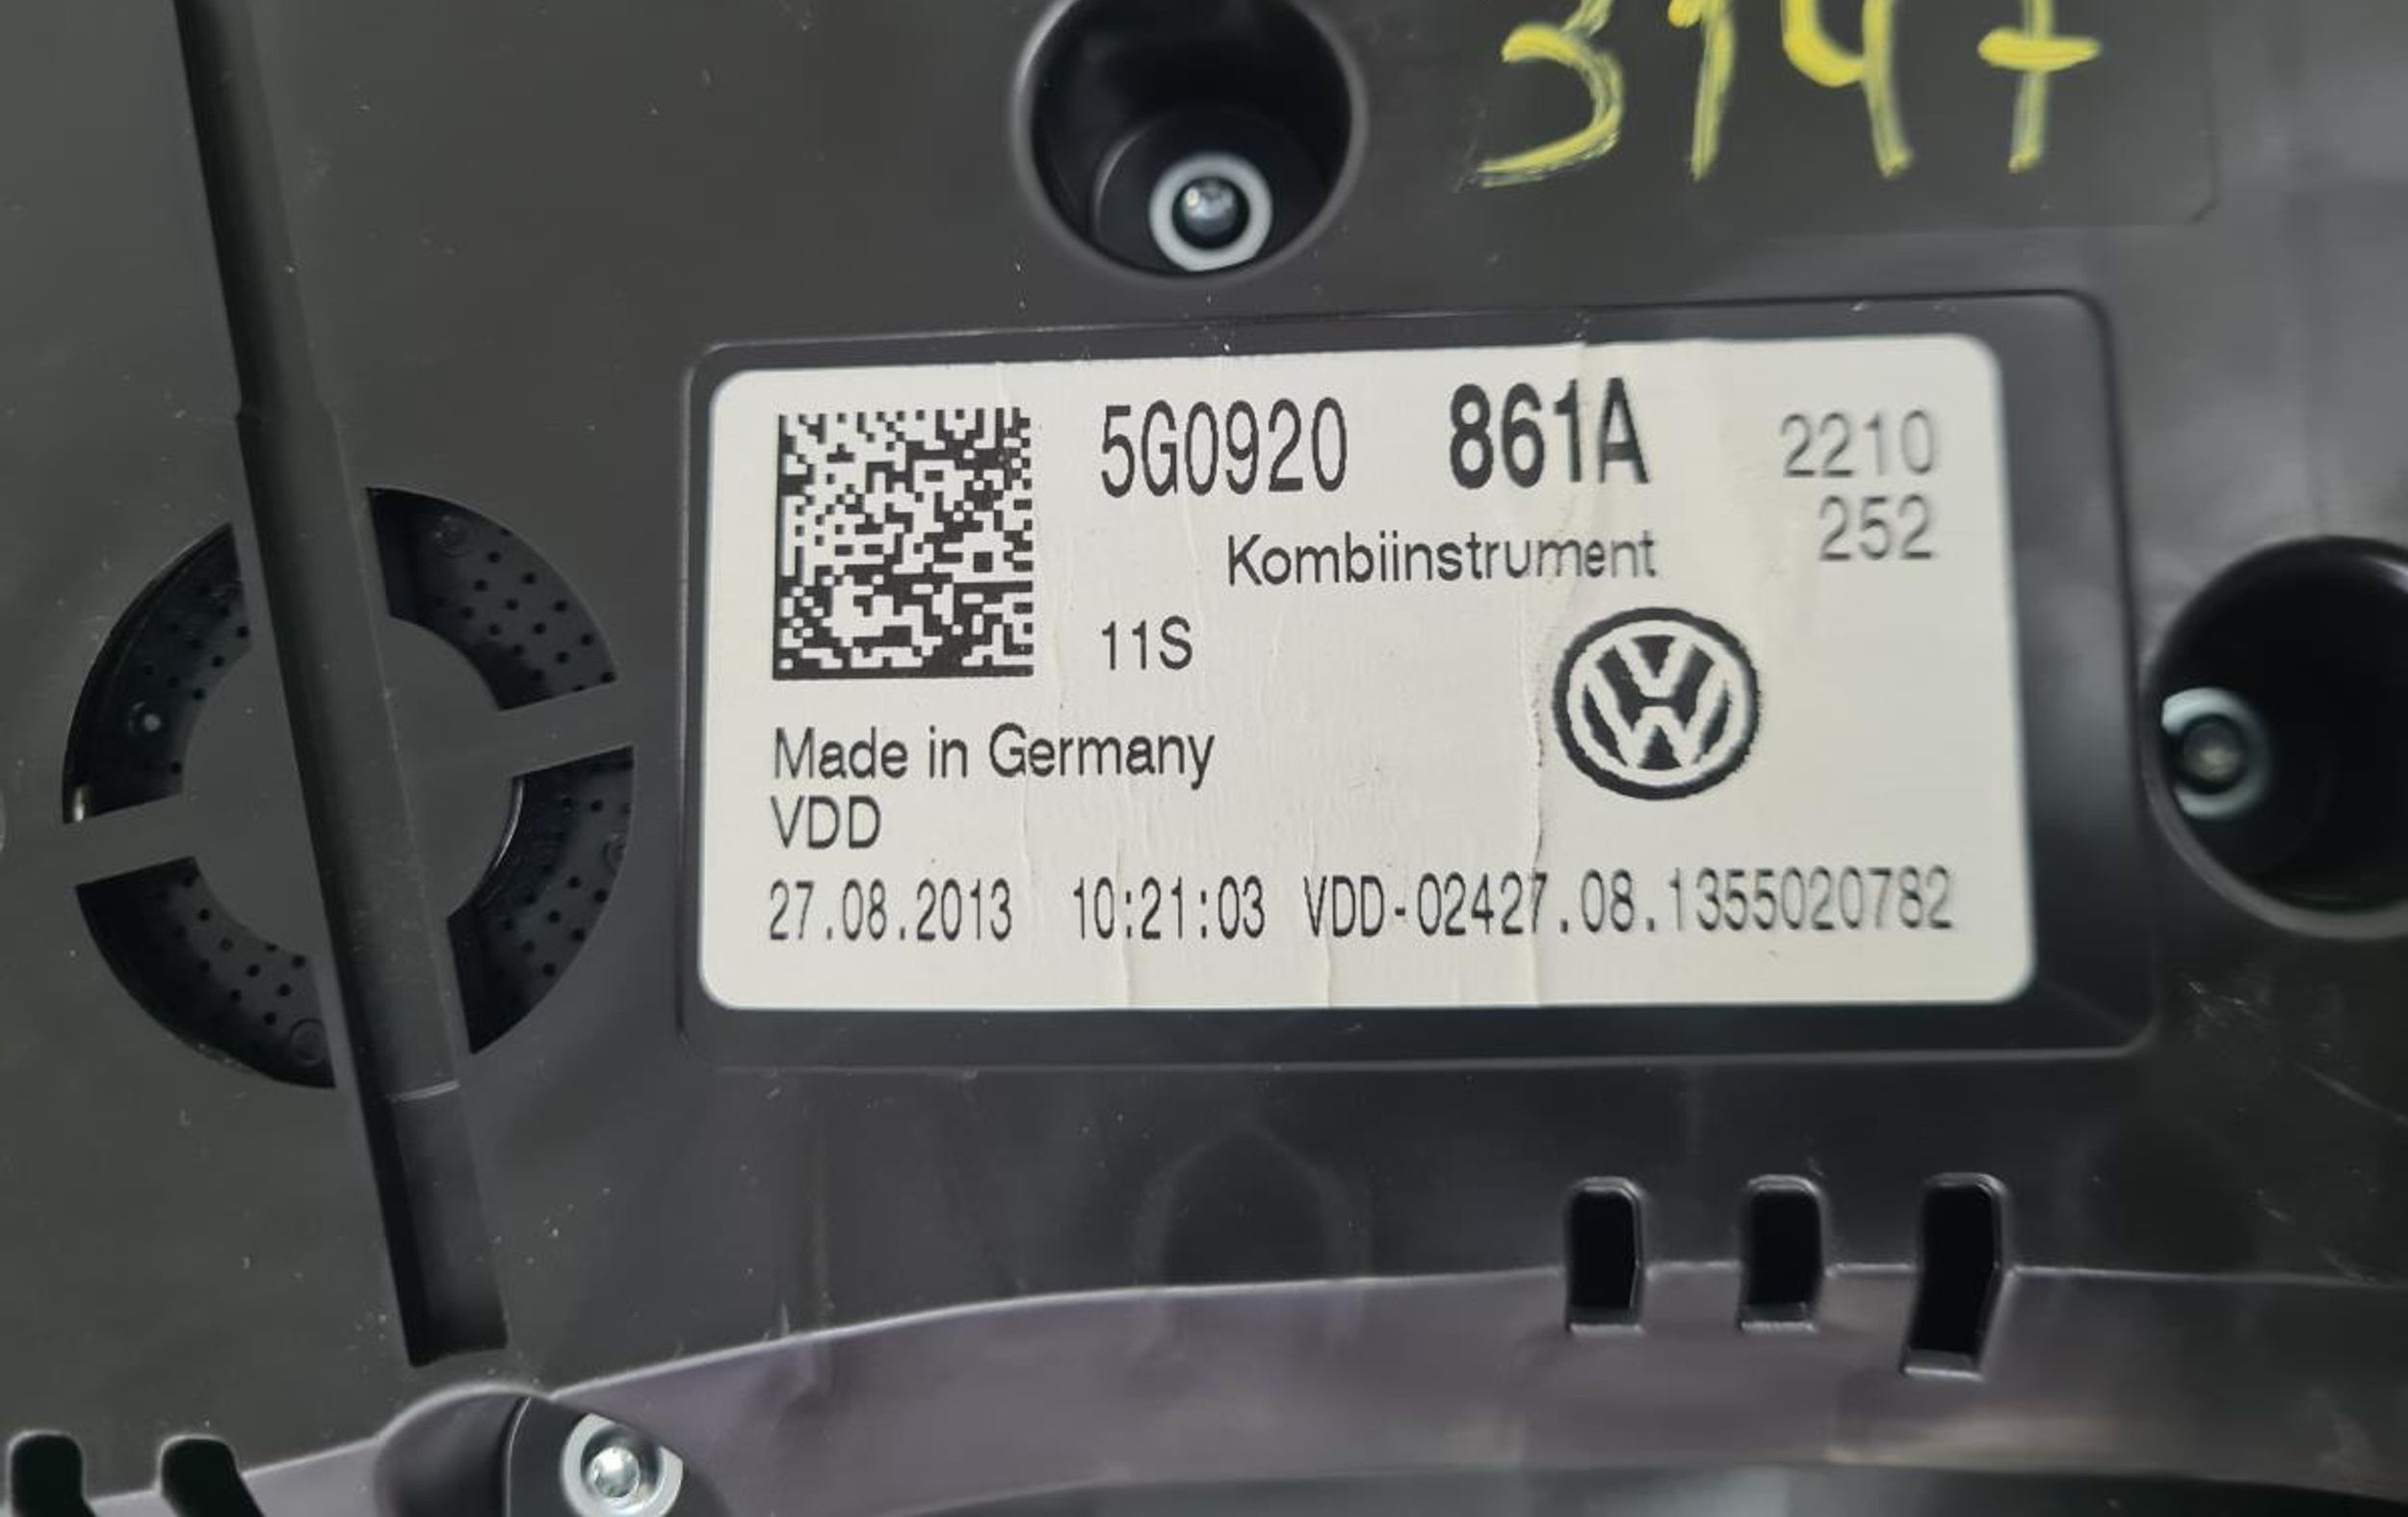 3147
5G0920 861A 2210
252
Kombiinstrument
11S
Made in Germany
VDD
27.08.2013 10:21:03 VDD-02427.08.1355020782